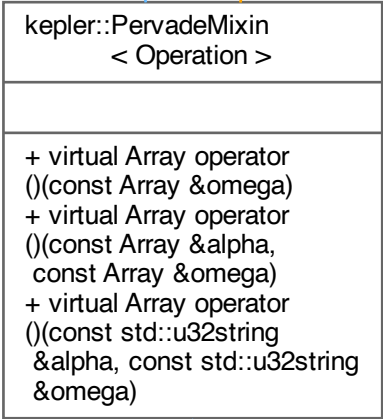 kepler::PervadeMixin
< Operation >
+ virtual Array operator
()(const Array &omega)
+ virtual Array operator
()(const Array &alpha,
const Array &omega)
+ virtual Array operator
()(const std::u32string
&alpha, const std::u32string
&omega)